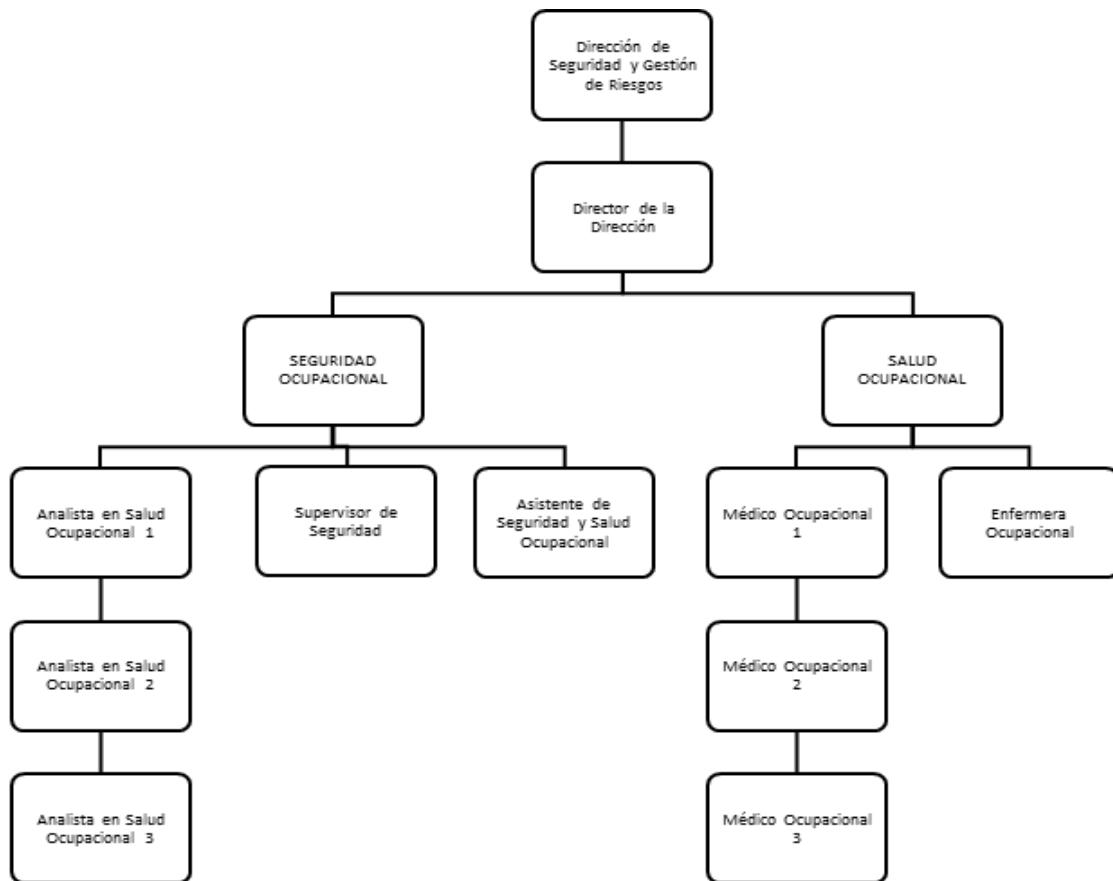 Dirección de
Seguridad y Gestión
de Riesgos
Director de la
Dirección
SEGURIDAD
OCUPACIONAL
SALUD
OCUPACIONAL
Analista en Salud
Ocupacional 1
Supervisor de
Seguridad
Asistente de
Seguridad y Salud
Ocupacional
Médico Ocupacional
1
Enfermera
Ocupacional
Analista en Salud
Ocupacional 2
Médico Ocupacional
2
Analista en Salud
Ocupacional 3
Médico Ocupacional
3